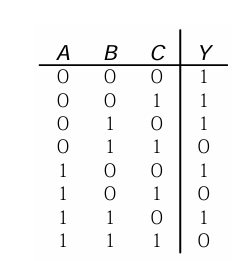 A B C Y
0 0 0 1
0 0 1 1
0 1 0 1
0 1 1 0
1 0 0 1
1 0 1 0
1 1 0 1
1 1 1 0